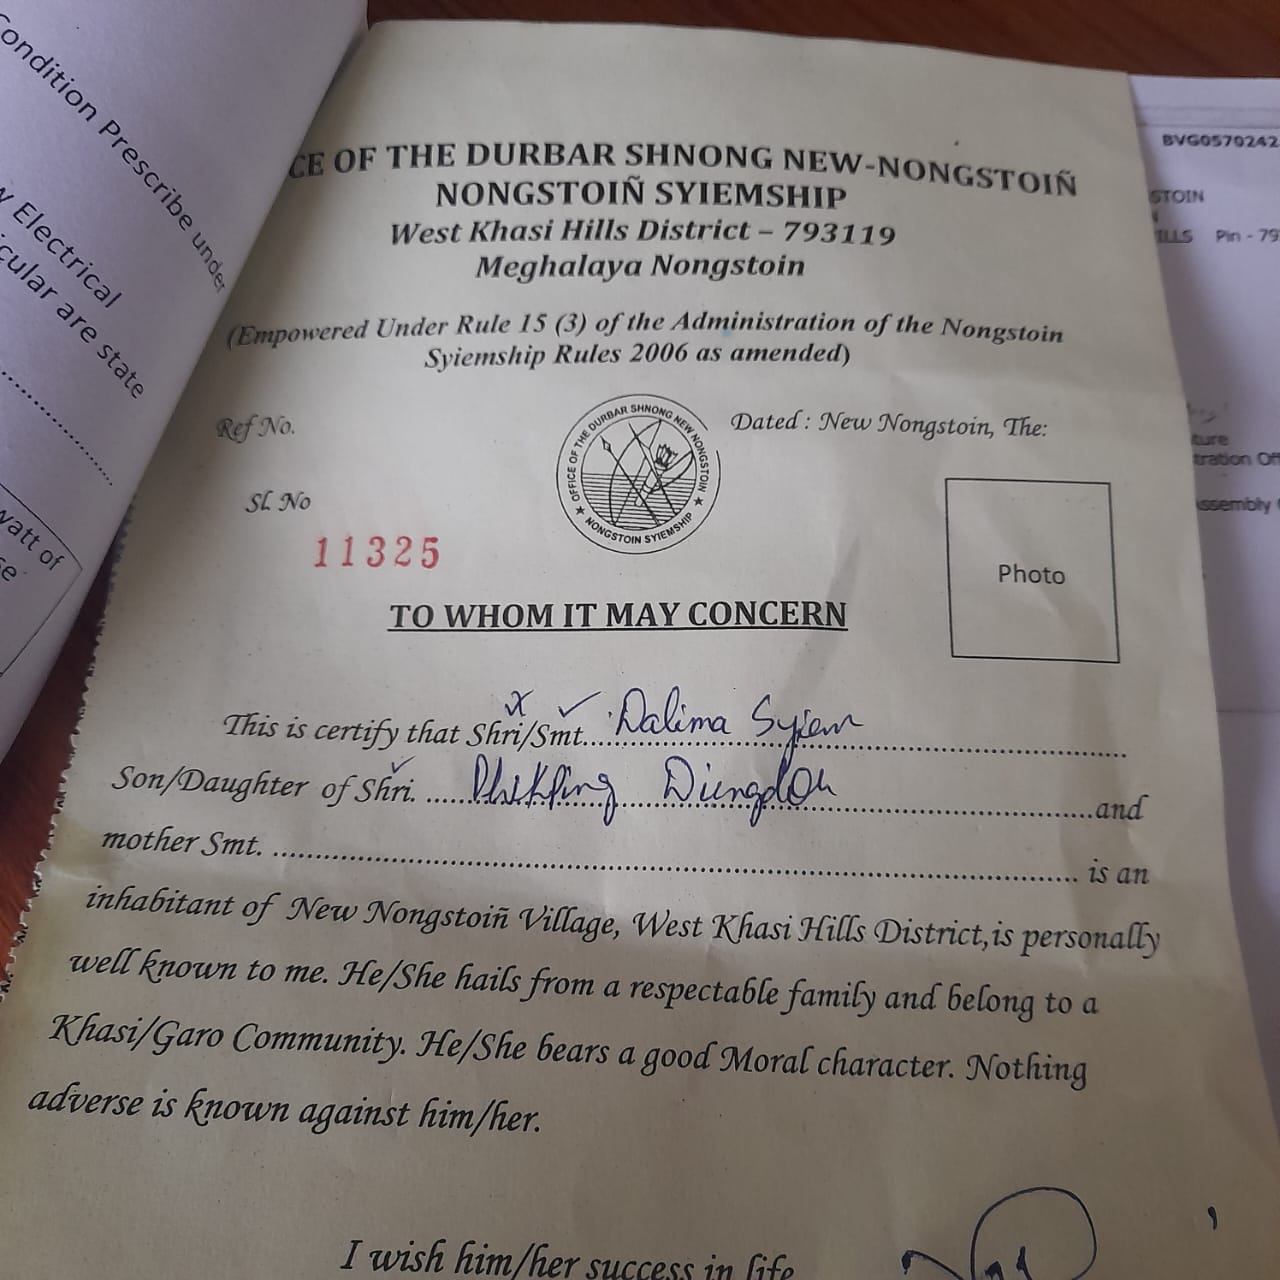 Condition Prescribe under
Electrical
cular are state
watt of
se
CE OF THE DURBAR SHNONG NEW-NONGSTOIÑ
NONGSTOIÑ SYIEMSHIP
West Khasi Hills District – 793119
Meghalaya Nongstoin
(Empowered Under Rule 15 (3) of the Administration of the Nongstoin
Syiemship Rules 2006 as amended)
Ref No.
OFFICE OF THE DURBAR SHNONG NEW NONGSTOIN
★ NONGSTOIN SYIEMSHIP ★
Dated : New Nongstoin, The:
Sl. No
11325
Photo
TO WHOM IT MAY CONCERN
This is certify that Shri/Smt. Dalima Syiem
Son/Daughter of Shri. Diengdoh and
mother Smt. is an
inhabitant of New Nongstoiñ Village, West Khasi Hills District,is personally
well known to me. He/She hails from a respectable family and belong to a
Khasi/Garo Community. He/She bears a good Moral character. Nothing
adverse is known against him/her.
I wish him/her success in life
BVG0570242
STOIN
ILLS Pin - 79
ture
tration Off
ssembly